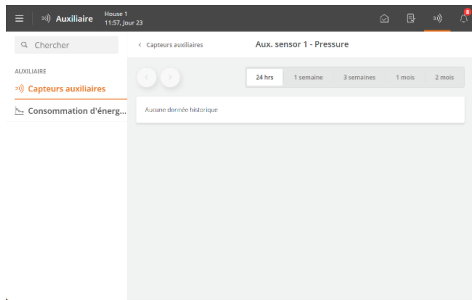 Auxiliaire
House 1
11:57, Jour 23
8
Chercher
Capteurs auxiliaires
Aux. sensor 1 - Pressure
AUXILIAIRE
Capteurs auxiliaires
Consommation d'énerg...
24 hrs
1 semaine
3 semaines
1 mois
2 mois
Aucune donnée historique